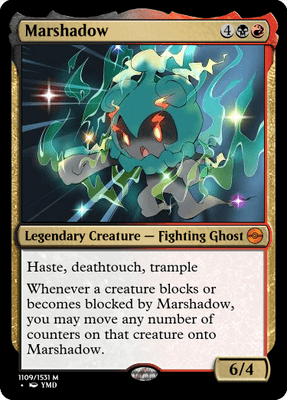 Marshadow 4
Legendary Creature — Fighting Ghost
Haste, deathtouch, trample
Whenever a creature blocks or
becomes blocked by Marshadow,
you may move any number of
counters on that creature onto
Marshadow.
6/4
1109/1531 M
• YMD